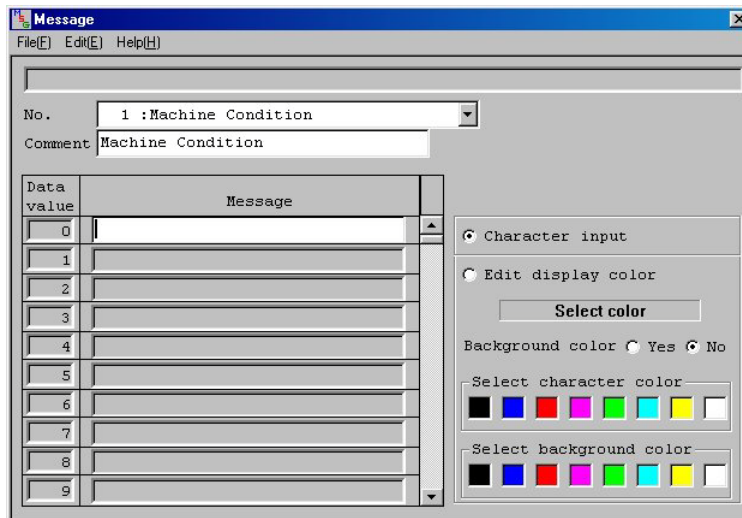 MSG Message
File(F) Edit(E) Help(H)
No. 1 :Machine Condition
Comment Machine Condition
Data value Message
0
1
2
3
4
5
6
7
8
9
Character input
Edit display color
Select color
Background color Yes No
Select character color
Select background color